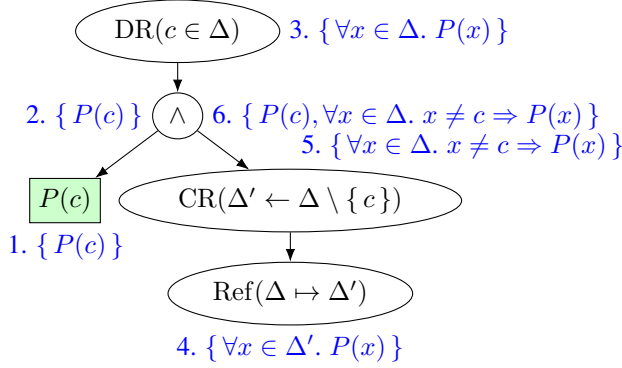 DR(c ∈ Δ) 3. { ∀x ∈ Δ. P(x) }
2. { P(c) } ∧ 6. { P(c), ∀x ∈ Δ. x ≠ c ⇒ P(x) }
5. { ∀x ∈ Δ. x ≠ c ⇒ P(x) }
P(c) CR(Δ′ ← Δ \ { c })
1. { P(c) }
Ref(Δ ↦ Δ′)
4. { ∀x ∈ Δ′. P(x) }